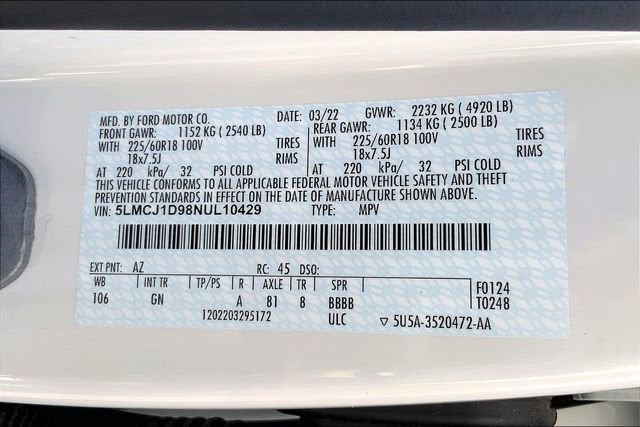 MFD. BY FORD MOTOR CO. DATE: 03/22 GVWR: 2232 KG ( 4920 LB)
FRONT GAWR: 1152 KG ( 2540 LB) REAR GAWR: 1134 KG ( 2500 LB)
WITH 225/60R18 100V TIRES WITH 225/60R18 100V TIRES
18x7.5J RIMS 18x7.5J RIMS
AT 220 kPa/ 32 PSI COLD AT 220 kPa/ 32 PSI COLD
THIS VEHICLE CONFORMS TO ALL APPLICABLE FEDERAL MOTOR VEHICLE SAFETY AND THEFT
PREVENTION STANDARDS IN EFFECT ON THE DATE OF MANUFACTURE SHOWN ABOVE.
VIN: 5LMCJ1D98NUL10429 TYPE: MPV
EXT PNT: AZ RC: 45 DSO:
WB INT TR TP/PS R AXLE TR SPR F0124
106 GN A 81 8 BBBB T0248
1202203295172 ULC ▽ 5U5A-3520472-AA